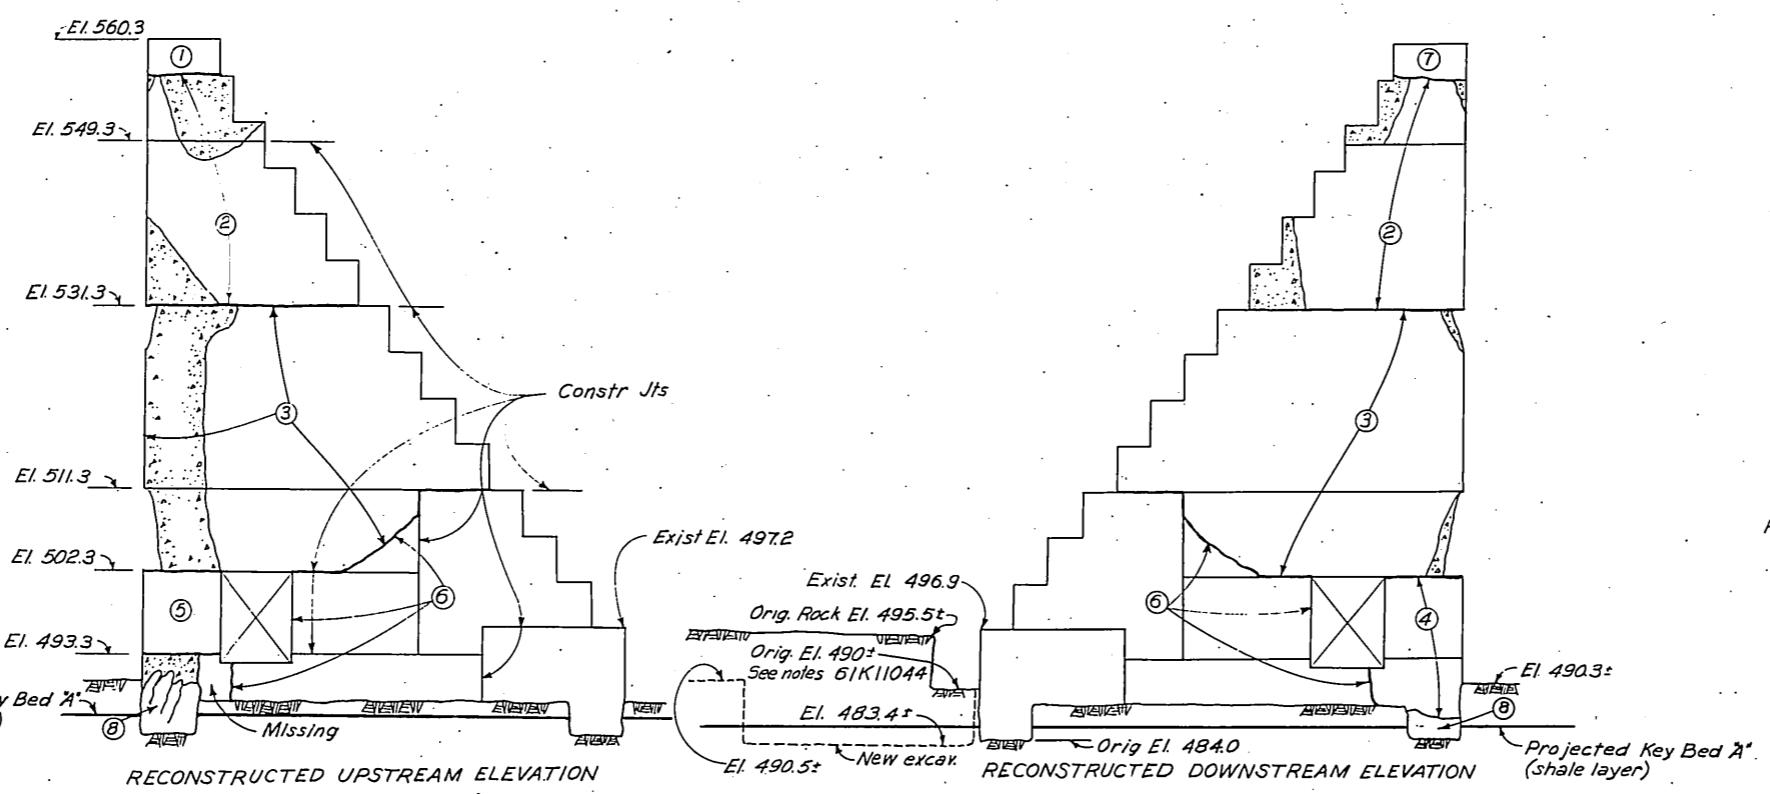 El. 560.3
1
El. 549.3
2
El. 531.3
Constr Jts
3
El. 511.3
Exist El. 497.2
El. 502.3
6
5
El. 493.3
y Bed "A"
)
8
Missing
RECONSTRUCTED UPSTREAM ELEVATION
7
2
3
Exist. El. 496.9
Orig. Rock El. 495.5±
6
4
Orig. El. 490±
See notes 61K11044
El. 490.3±
El. 483.4±
8
El. 490.5±
New excav.
Orig El. 484.0
Projected Key Bed "A"
(shale layer)
RECONSTRUCTED DOWNSTREAM ELEVATION